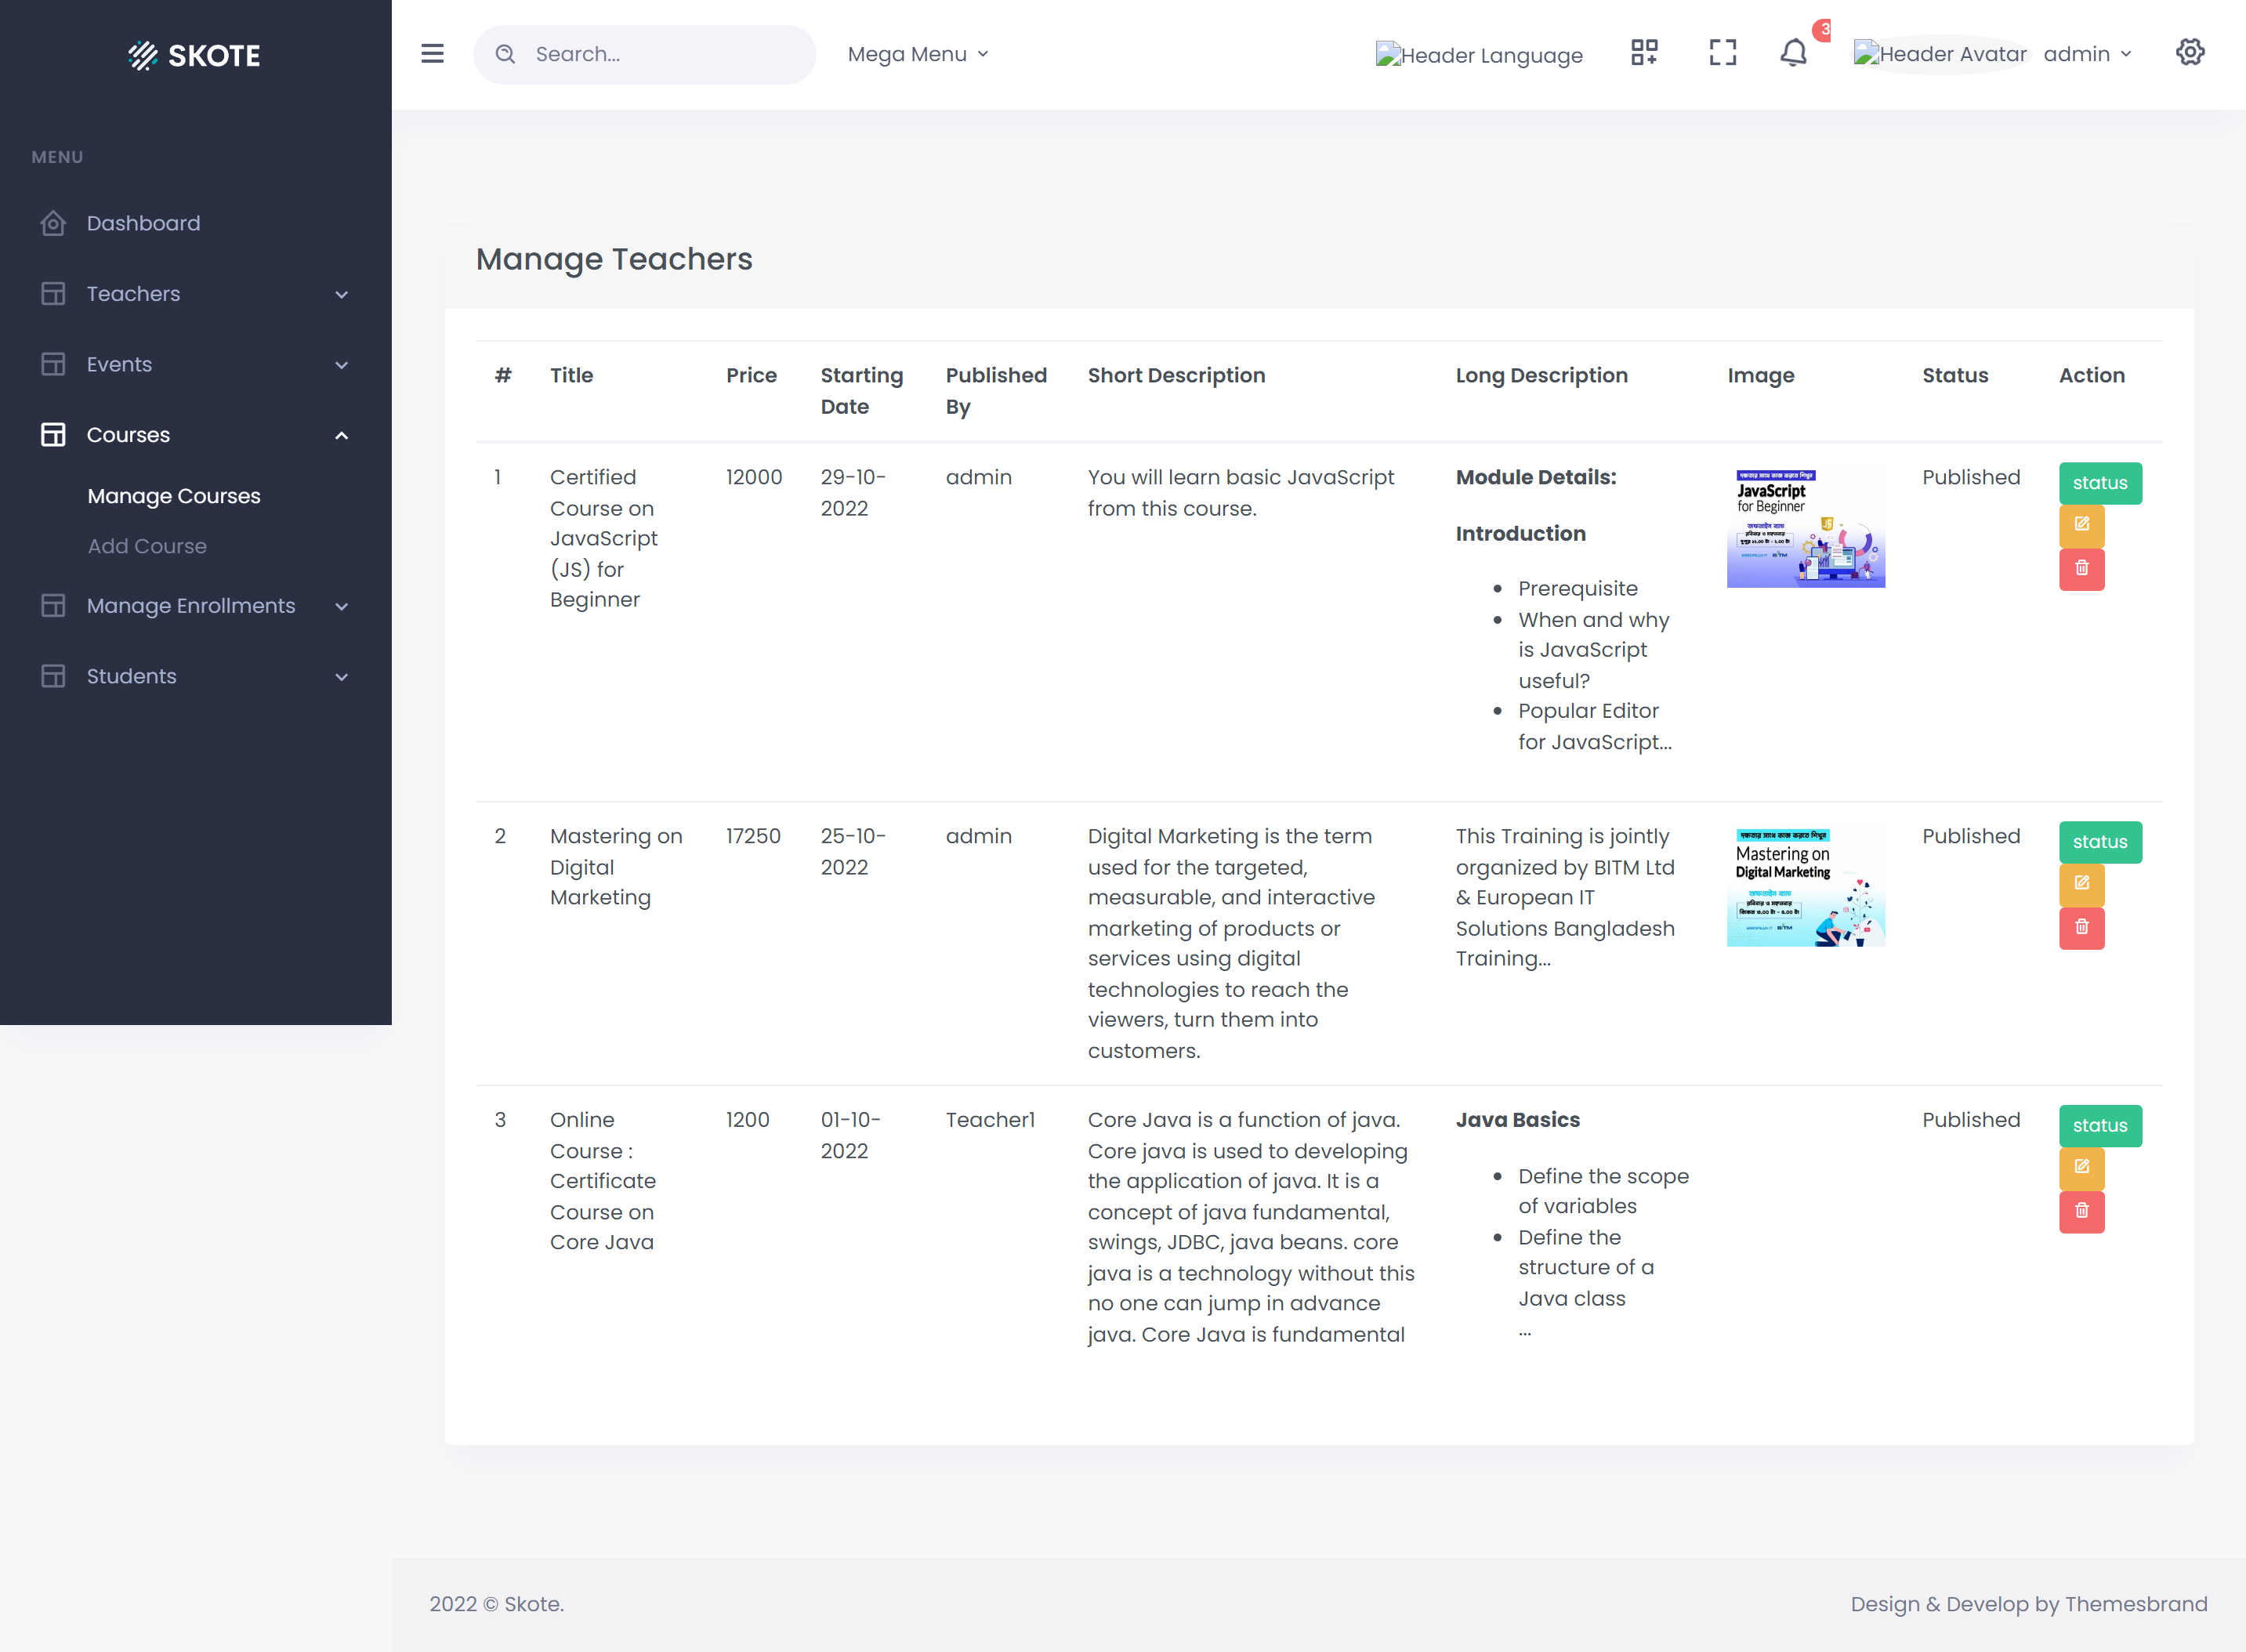 SKOTE
Search...
Mega Menu
Header Language
3
Header Avatar
admin
MENU
Dashboard
Teachers
Events
Courses
Manage Courses
Add Course
Manage Enrollments
Students
Manage Teachers
# Title Price Starting Date Published By Short Description Long Description Image Status Action
1
Certified
Course on
JavaScript
(JS) for
Beginner
12000
29-10-
2022
admin
You will learn basic JavaScript
from this course.
Module Details:
Introduction
Prerequisite
When and why
is JavaScript
useful?
Popular Editor
for JavaScript...
দক্ষতার সাথে কাজ করতে শিখুন
JavaScript
for Beginner
Published
status
2
Mastering on
Digital
Marketing
17250
25-10-
2022
admin
Digital Marketing is the term
used for the targeted,
measurable, and interactive
marketing of products or
services using digital
technologies to reach the
viewers, turn them into
customers.
This Training is jointly
organized by BITM Ltd
& European IT
Solutions Bangladesh
Training...
দক্ষতার সাথে কাজ করতে শিখুন
Mastering on
Digital Marketing
Published
status
3
Online
Course :
Certificate
Course on
Core Java
1200
01-10-
2022
Teacher1
Core Java is a function of java.
Core java is used to developing
the application of java. It is a
concept of java fundamental,
swings, JDBC, java beans. core
java is a technology without this
no one can jump in advance
java. Core Java is fundamental
Java Basics
Define the scope
of variables
Define the
structure of a
Java class
...
Published
status
2022 © Skote.
Design & Develop by Themesbrand